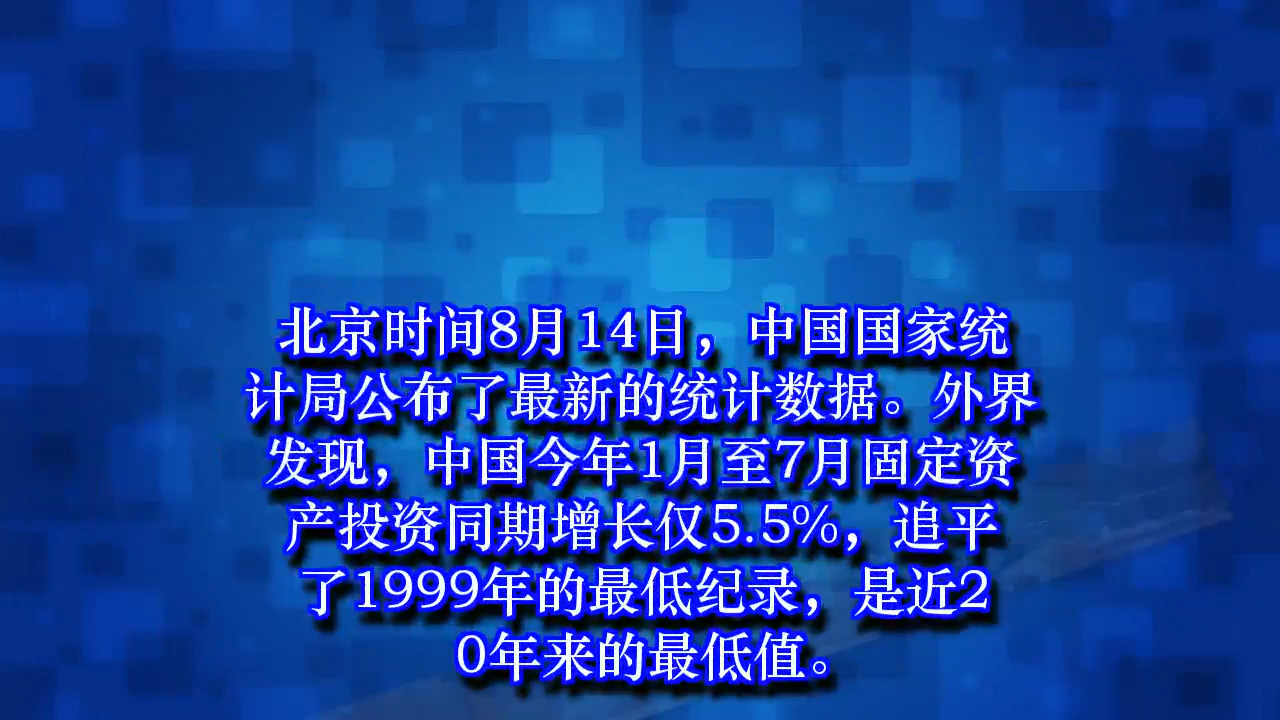 北京时间8月14日，中国国家统
计局公布了最新的统计数据。外界
发现，中国今年1月至7月固定资
产投资同期增长仅5.5%，追平
了1999年的最低纪录，是近2
0年来的最低值。